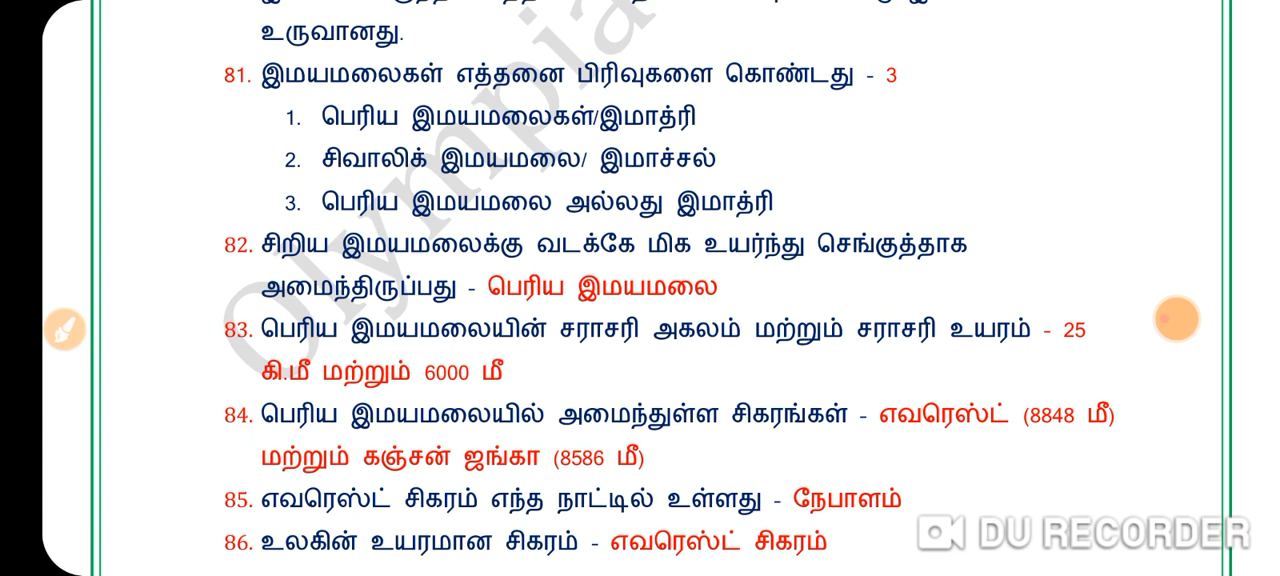 உருவானது.
81. இமயமலைகள் எத்தனை பிரிவுகளை கொண்டது - 3
1. பெரிய இமயமலைகள்/இமாத்ரி
2. சிவாலிக் இமயமலை/ இமாச்சல்
3. பெரிய இமயமலை அல்லது இமாத்ரி
82. சிறிய இமயமலைக்கு வடக்கே மிக உயர்ந்து செங்குத்தாக
அமைந்திருப்பது - பெரிய இமயமலை
83. பெரிய இமயமலையின் சராசரி அகலம் மற்றும் சராசரி உயரம் - 25
கி.மீ மற்றும் 6000 மீ
84. பெரிய இமயமலையில் அமைந்துள்ள சிகரங்கள் - எவரெஸ்ட் (8848 மீ)
மற்றும் கஞ்சன் ஜங்கா (8586 மீ)
85. எவரெஸ்ட் சிகரம் எந்த நாட்டில் உள்ளது - நேபாளம்
86. உலகின் உயரமான சிகரம் - எவரெஸ்ட் சிகரம்
DU RECORDER
Olympia